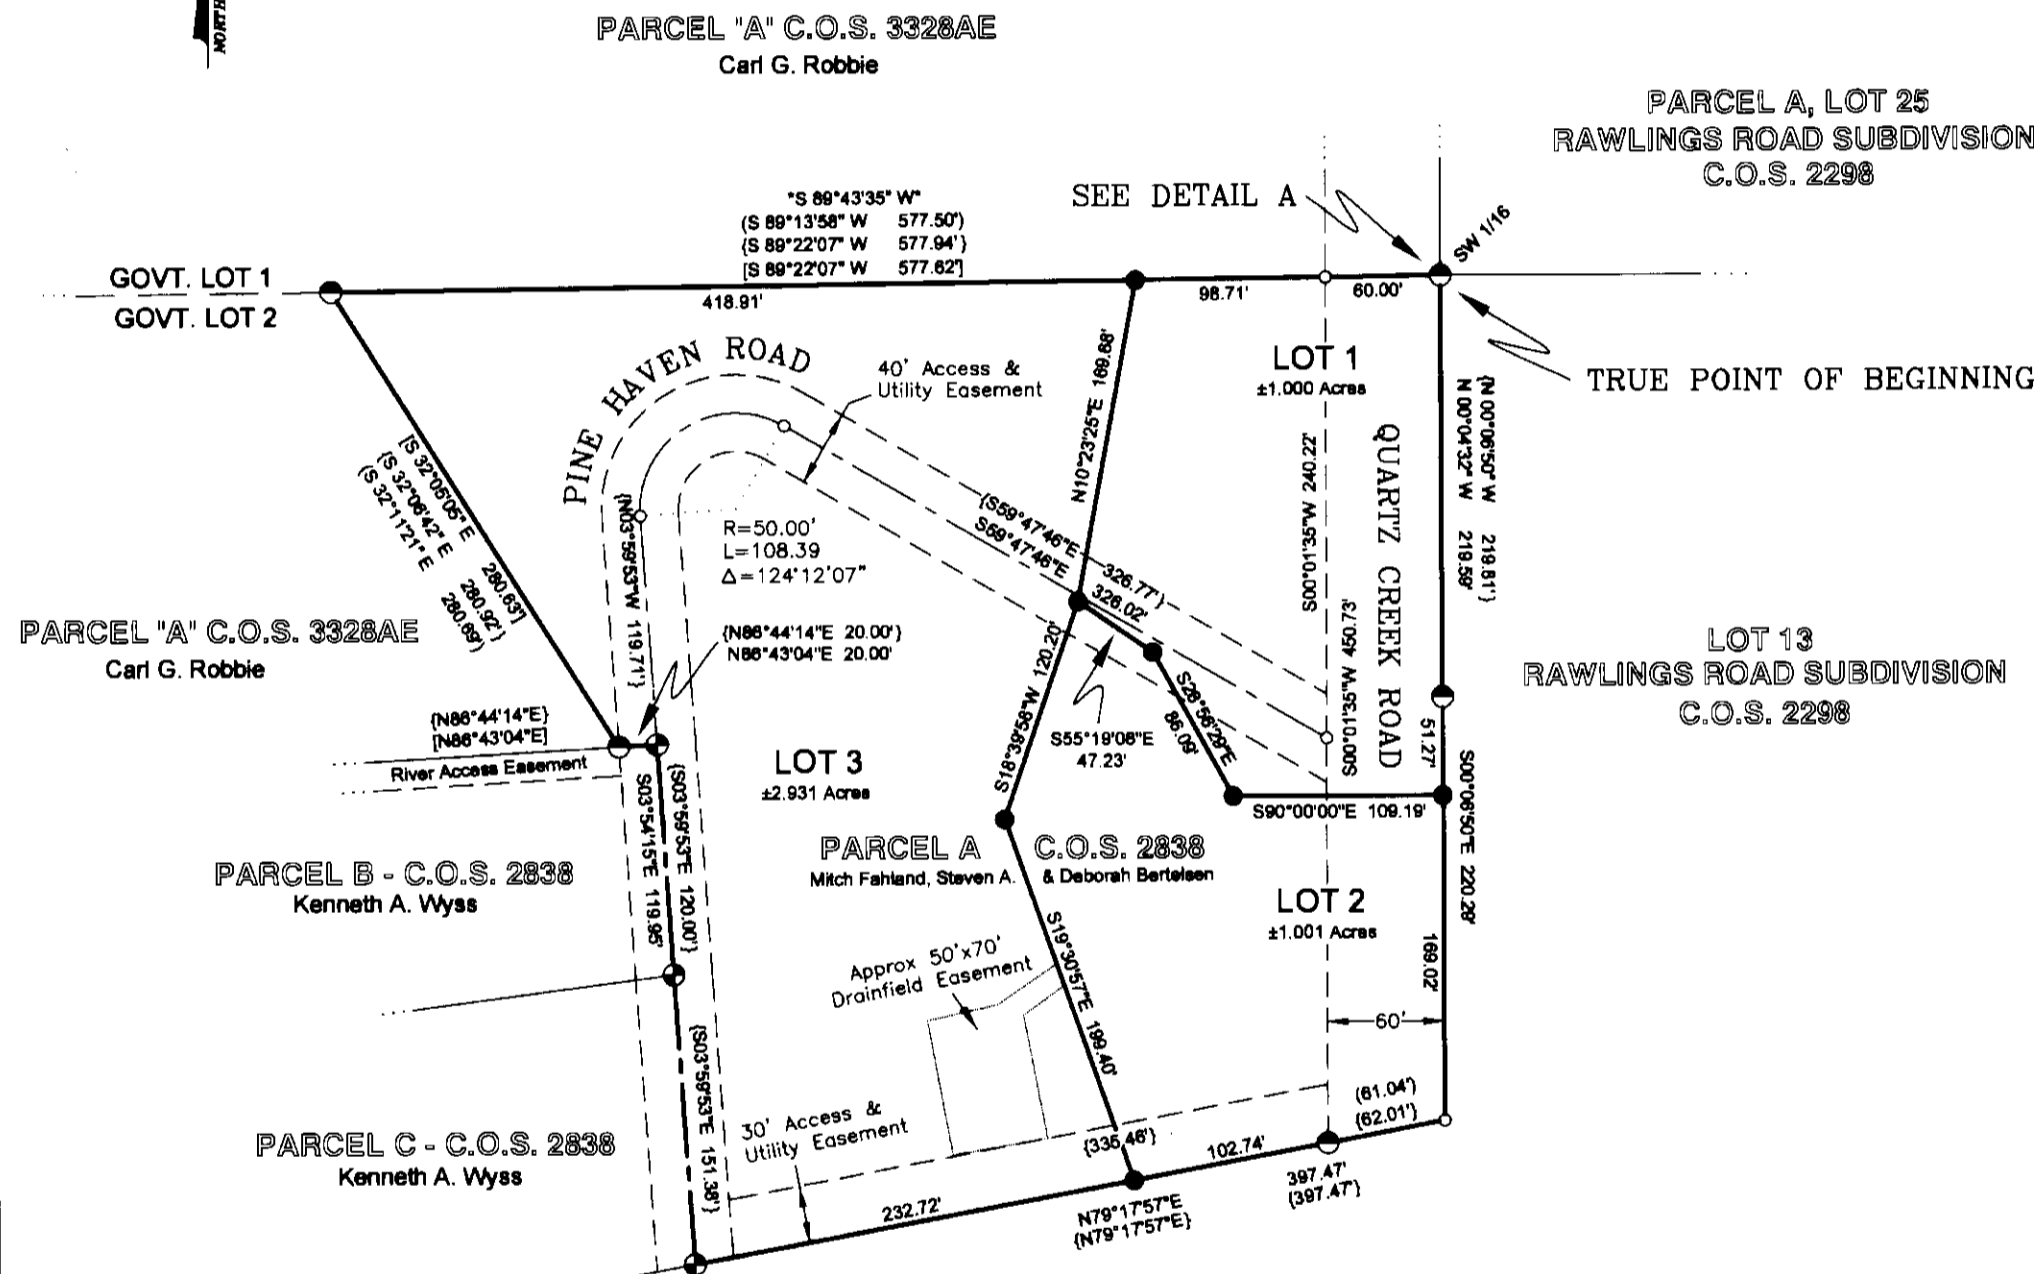 NORTH
PARCEL "A" C.O.S. 3328AE
Carl G. Robbie
PARCEL A, LOT 25
RAWLINGS ROAD SUBDIVISION
C.O.S. 2298
"S 89°43'35" W"
(S 89°13'58" W 577.50')
{S 89°22'07" W 577.94'}
[S 89°22'07" W 577.62']
SEE DETAIL A
SW 1/16
GOVT. LOT 1
GOVT. LOT 2
418.91'
98.71'
60.00'
TRUE POINT OF BEGINNING
PINE HAVEN ROAD
40' Access &
Utility Easement
N10°23'25"E 169.68'
LOT 1
±1.000 Acres
S00°01'35"W 240.22'
QUARTZ CREEK ROAD
{N 00°06'50" W 219.81'}
N 00°04'32" W 219.59'
[S 32°05'05" E 280.63']
{S 32°06'42" E 280.92'}
(S 32°11'21" E 280.69')
R=50.00'
L=108.39
Δ=124°12'07"
{N03°59'53"W 119.71'}
{S59°47'46"E 326.77'}
S59°47'46"E 326.02'
PARCEL "A" C.O.S. 3328AE
Carl G. Robbie
{N86°44'14"E 20.00'}
N86°43'04"E 20.00'
LOT 13
RAWLINGS ROAD SUBDIVISION
C.O.S. 2298
S18°39'58"W 120.20'
S55°19'08"E
47.23'
S28°56'29"E
86.09'
S00°01'35"W 450.73'
51.27'
{N86°44'14"E}
[N86°43'04"E]
River Access Easement
LOT 3
±2.931 Acres
S90°00'00"E 109.19'
S00°06'50"E 220.28'
S03°54'15"E 119.95'
{S03°59'53"E 120.00'}
PARCEL A C.O.S. 2838
Mitch Fahland, Steven A. & Deborah Bertelsen
PARCEL B - C.O.S. 2838
Kenneth A. Wyss
LOT 2
±1.001 Acres
169.02'
Approx 50'x70'
Drainfield Easement
S19°30'57"E 199.40'
60'
{S03°59'53"E 151.38'}
(61.04')
{62.01'}
30' Access &
Utility Easement
{335.46'}
102.74'
PARCEL C - C.O.S. 2838
Kenneth A. Wyss
397.47'
{397.47'}
232.72'
N79°17'57"E
{N79°17'57"E}